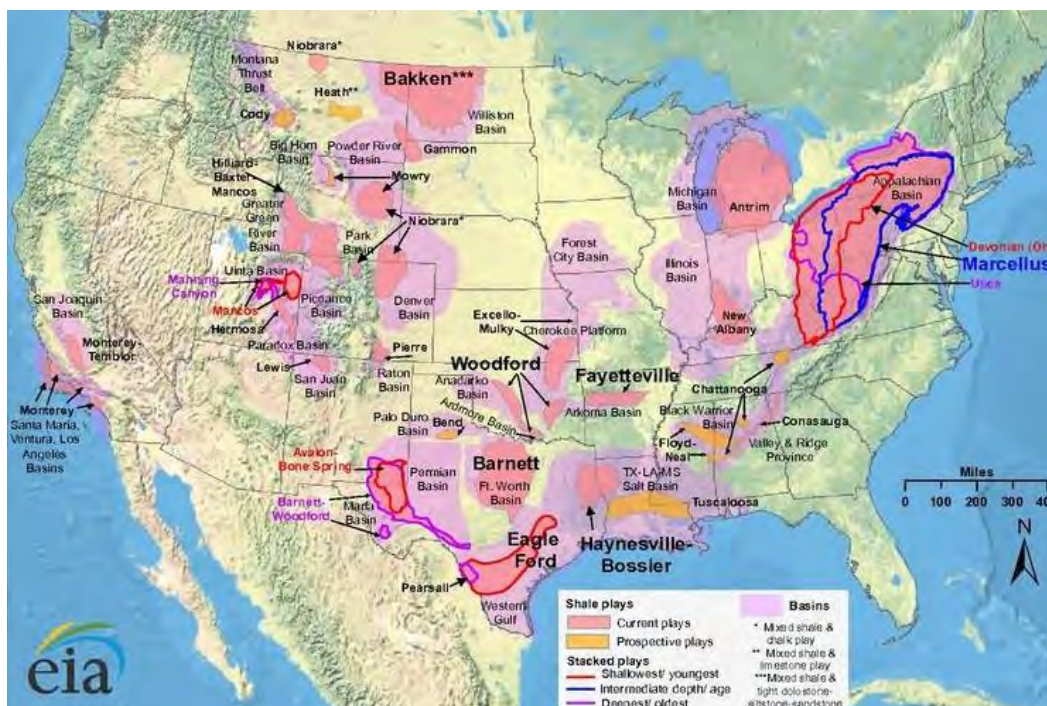 Niobrara*
Montana
Thrust
Belt
Bakken***
Heath**
Cody
Williston
Basin
Big Horn
Basin
Powder River
Basin
Gammon
Hilliard-
Baxter-
Mancos
Mowry
Greater
Green
River
Basin
Park
Basin
Niobrara*
Michigan
Basin
Antrim
Appalachian
Basin
Devonian (Oh
Marcellus
Utica
Forest
City Basin
Illinois
Basin
Uinta Basin
Manning
Canyon
Mancos
Piceance
Basin
Denver
Basin
San Joaquin
Basin
Hermosa
Excello-
Mulky
Cherokee Platform
New
Albany
Monterey-
Temblor
Paradox Basin
Pierre
Lewis
San Juan
Basin
Raton
Basin
Woodford
Anadarko
Basin
Fayetteville
Chattanooga
Monterey
Santa Maria,
Ventura, Los
Angeles
Basins
Palo Duro
Basin
Bend
Ardmore Basin
Arkoma Basin
Black Warrior
Basin
Conasauga
Floyd-
Neal
Valley & Ridge
Province
Avalon-
Bone Spring
Permian
Basin
Barnett
Ft. Worth
Basin
TX-LA-MS
Salt Basin
Tuscaloosa
Barnett-
Woodford
Marfa
Basin
Eagle
Ford
Haynesville-
Bossier
Pearsall
Western
Gulf
Miles
0 100 200 300 40
N
eia
Shale plays
Current plays
Prospective plays
Stacked plays
Shallowest/ youngest
Intermediate depth/ age
Deepest/ oldest
Basins
* Mixed shale &
chalk play
** Mixed shale &
limestone play
***Mixed shale &
tight dolostone-
siltstone-sandstone